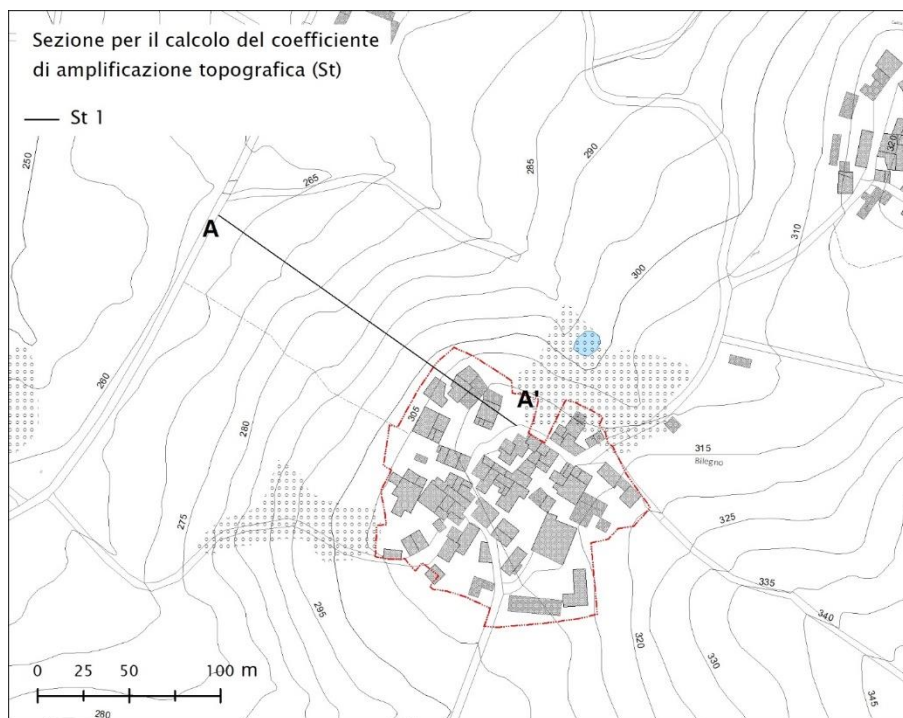 Sezione per il calcolo del coefficiente
di amplificazione topografica (St)
St 1
250
265
285
290
320
310
A
300
260
280
305
A'
315
Bilegno
275
325
295
335
340
330
345
0 25 50 100 m
280